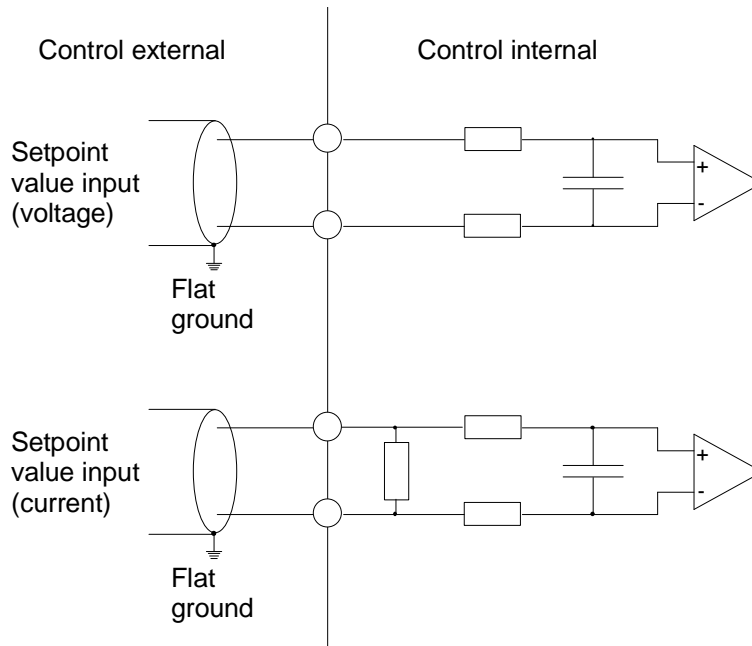 Control external
Control internal
Setpoint
value input
(voltage)
+
-
Flat
ground
Setpoint
value input
(current)
+
-
Flat
ground